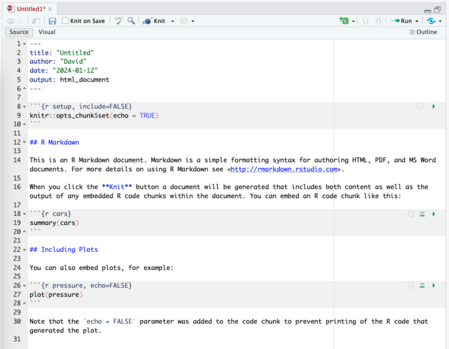 Untitled1* ×
Knit on Save Knit Run
Source Visual Outline
1 ---
2 title: "Untitled"
3 author: "David"
4 date: "2024-01-12"
5 output: html_document
6 ---
7
8 ```{r setup, include=FALSE}
9 knitr::opts_chunk$set(echo = TRUE)
10 ```
11
12 ## R Markdown
13
14 This is an R Markdown document. Markdown is a simple formatting syntax for authoring HTML, PDF, and MS Word
documents. For more details on using R Markdown see <http://rmarkdown.rstudio.com>.
15
16 When you click the **Knit** button a document will be generated that includes both content as well as the
output of any embedded R code chunks within the document. You can embed an R code chunk like this:
17
18 ```{r cars}
19 summary(cars)
20 ```
21
22 ## Including Plots
23
24 You can also embed plots, for example:
25
26 ```{r pressure, echo=FALSE}
27 plot(pressure)
28 ```
29
30 Note that the `echo = FALSE` parameter was added to the code chunk to prevent printing of the R code that
generated the plot.
31